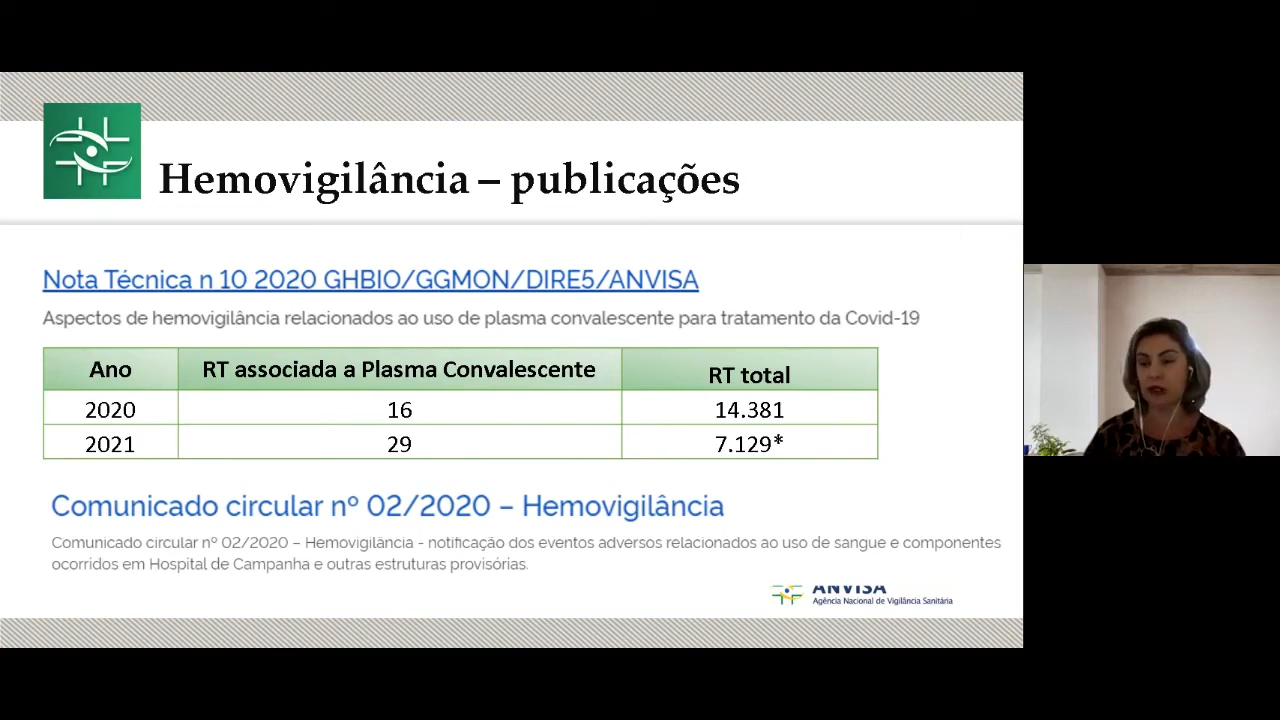 Hemovigilância – publicações
Nota Técnica n 10 2020 GHBIO/GGMON/DIRE5/ANVISA
Aspectos de hemovigilância relacionados ao uso de plasma convalescente para tratamento da Covid-19
Ano RT associada a Plasma Convalescente RT total
2020 16 14.381
2021 29 7.129*
Comunicado circular nº 02/2020 – Hemovigilância
Comunicado circular nº 02/2020 – Hemovigilância - notificação dos eventos adversos relacionados ao uso de sangue e componentes
ocorridos em Hospital de Campanha e outras estruturas provisórias.
ANVISA
Agência Nacional de Vigilância Sanitária